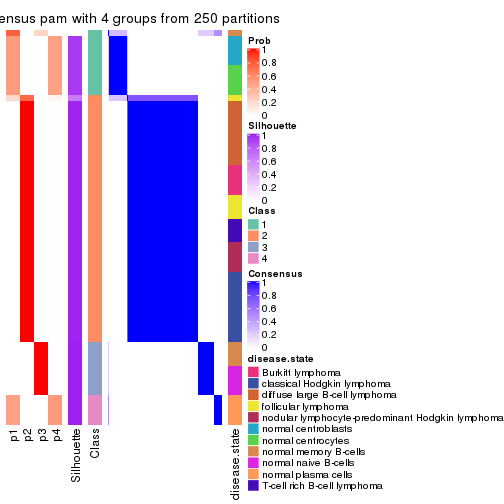 ensus pam with 4 groups from 250 partitions
Prob
1
0.8
0.6
0.4
0.2
0
Silhouette
1
0.8
0.6
0.4
0.2
0
Class
1
2
3
4
Consensus
1
0.8
0.6
0.4
0.2
0
disease.state
Burkitt lymphoma
classical Hodgkin lymphoma
diffuse large B-cell lymphoma
follicular lymphoma
nodular lymphocyte-predominant Hodgkin lymphoma
normal centroblasts
normal centrocytes
normal memory B-cells
normal naive B-cells
normal plasma cells
T-cell rich B-cell lymphoma
p1
p2
p3
p4
Silhouette
Class
disease.state